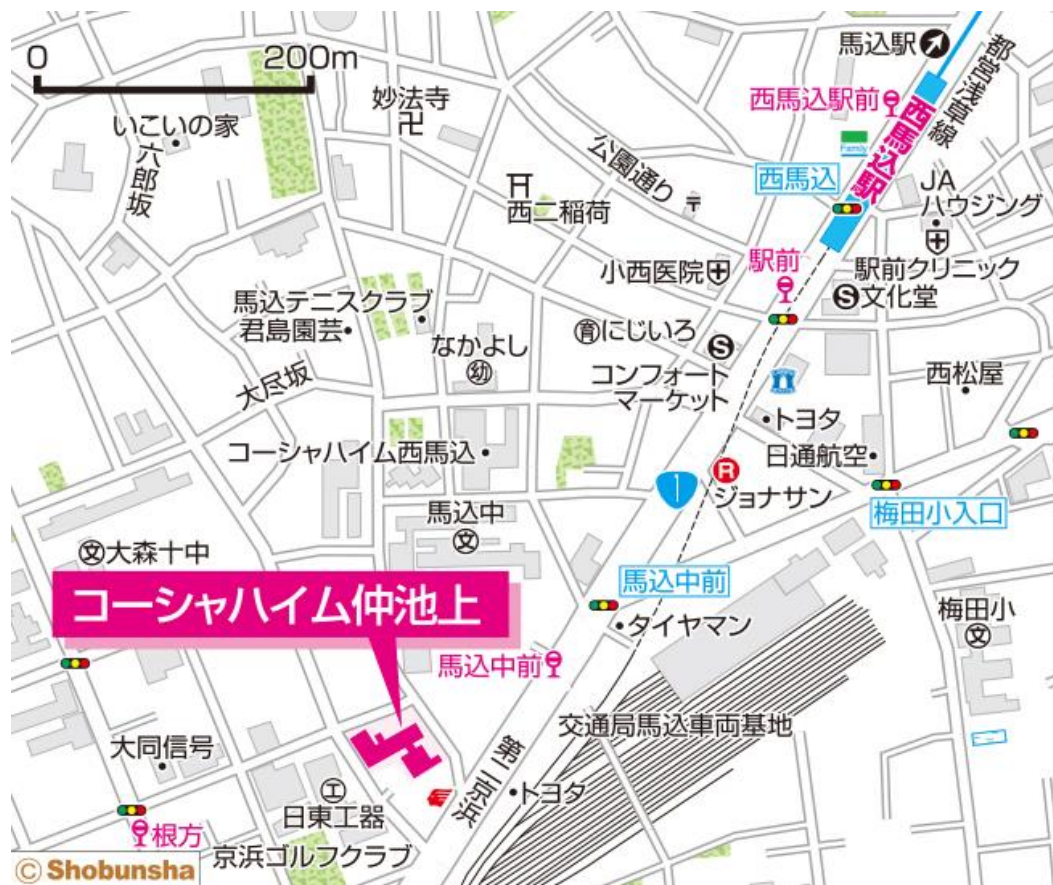 0 200m
馬込駅
都営浅草線
西馬込駅前
西馬込駅
妙法寺
いこいの家
六郎坂
公園通り
Family
西馬込
JA
ハウジング
西二稲荷
小西医院
駅前
駅前クリニック
S文化堂
馬込テニスクラブ
君島園芸
なかよし
幼
育にじいろ
S
コンフォート
マーケット
西松屋
大尽坂
トヨタ
コーシャハイム西馬込
日通航空
R
ジョナサン
1
梅田小入口
馬込中
文
文大森十中
馬込中前
コーシャハイム仲池上
タイヤマン
梅田小
文
馬込中前
交通局馬込車両基地
大同信号
第二京浜
トヨタ
工
日東工器
根方
京浜ゴルフクラブ
© Shobunsha